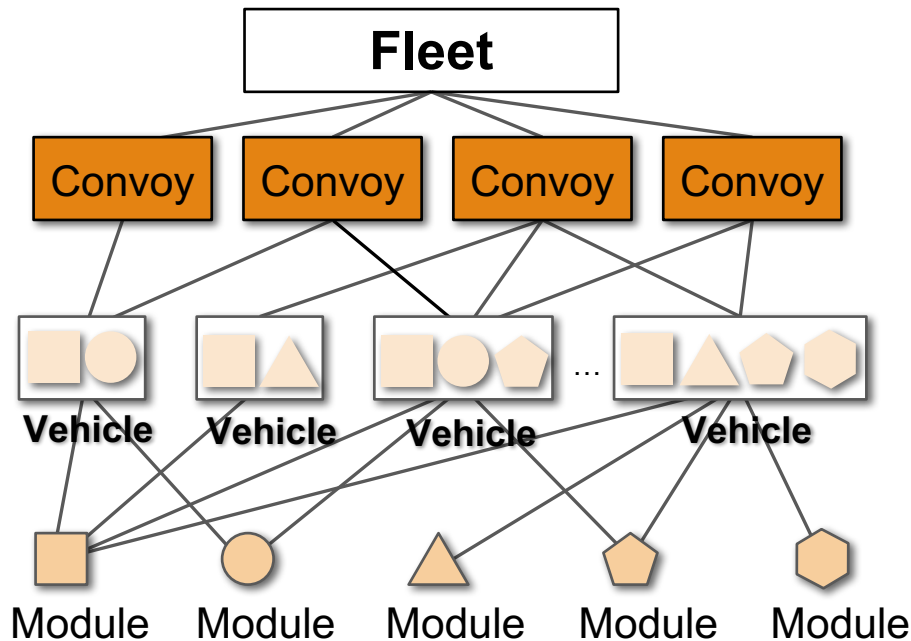 Fleet
Convoy Convoy Convoy Convoy
...
Vehicle Vehicle Vehicle Vehicle
Module Module Module Module Module